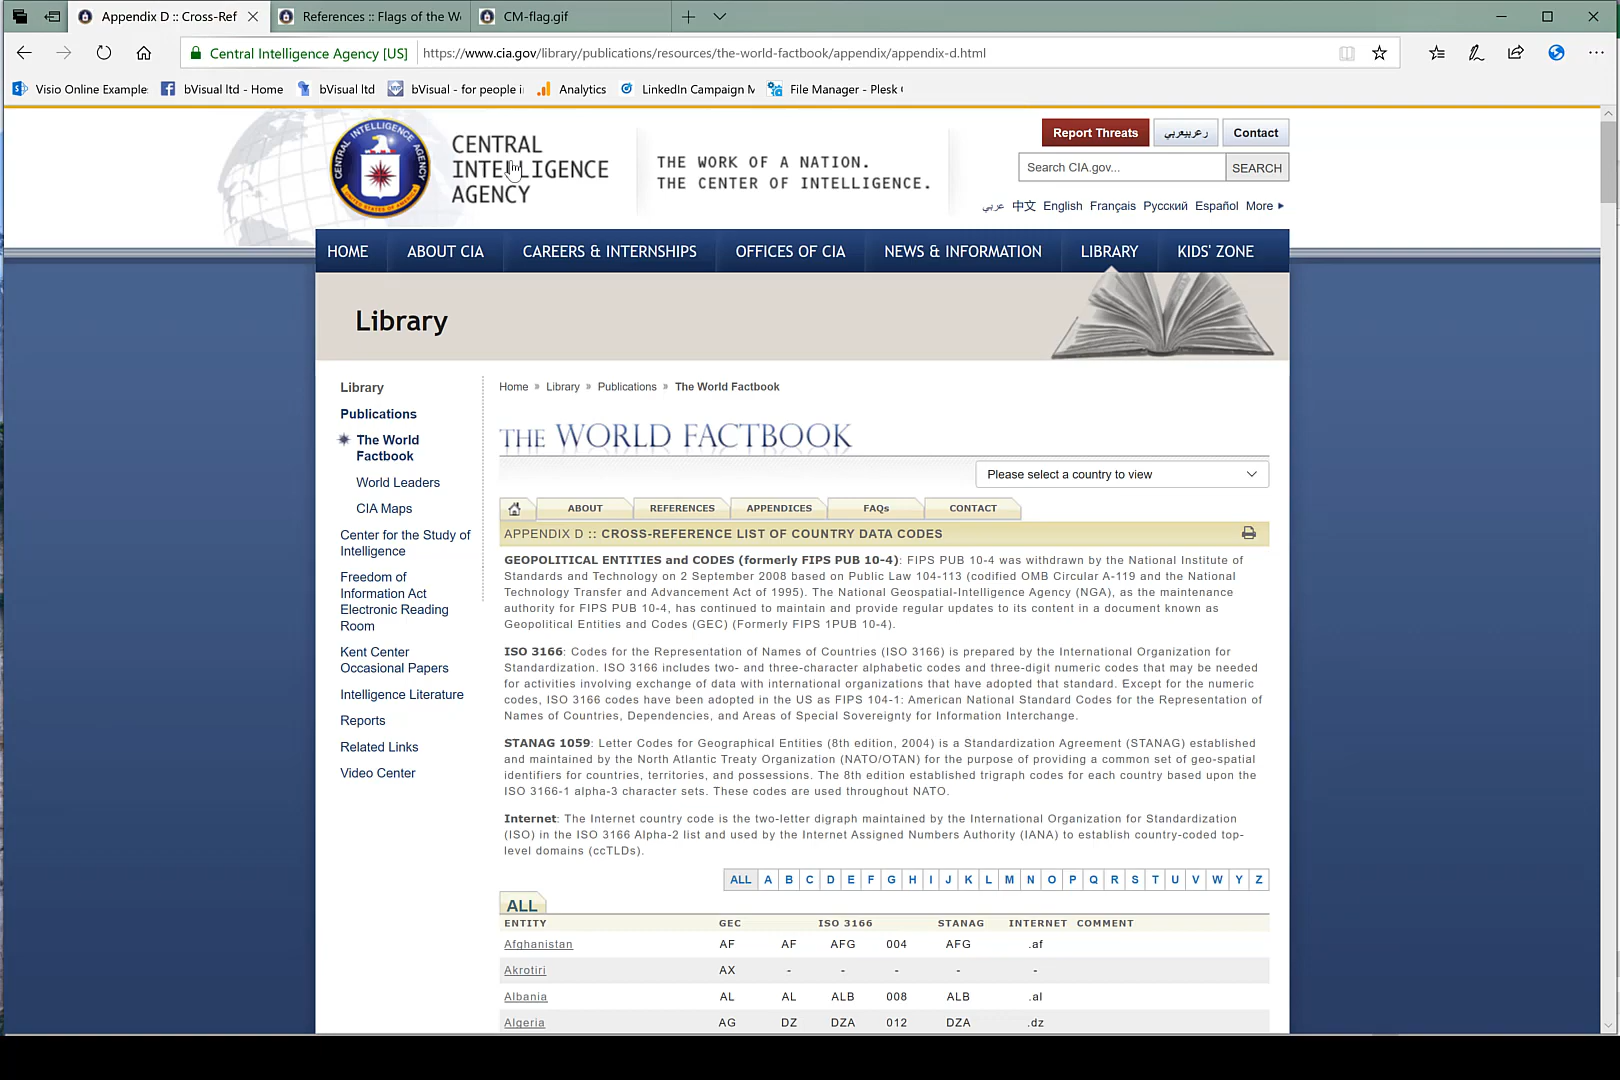 Appendix D :: Cross-Ref
References :: Flags of the W
CM-flag.gif
Central Intelligence Agency [US]
https://www.cia.gov/library/publications/resources/the-world-factbook/appendix/appendix-d.html
Visio Online Example
bVisual ltd - Home
bVisual ltd
bVisual - for people i
Analytics
LinkedIn Campaign M
File Manager - Plesk
CENTRAL
INTELLIGENCE
AGENCY
THE WORK OF A NATION.
THE CENTER OF INTELLIGENCE.
Report Threats
Contact
Search CIA.gov...
SEARCH
عربي 中文 English Français Русский Español More
HOME
ABOUT CIA
CAREERS & INTERNSHIPS
OFFICES OF CIA
NEWS & INFORMATION
LIBRARY
KIDS' ZONE
Library
Library
Publications
The World
Factbook
World Leaders
CIA Maps
Center for the Study of
Intelligence
Freedom of
Information Act
Electronic Reading
Room
Kent Center
Occasional Papers
Intelligence Literature
Reports
Related Links
Video Center
Home » Library » Publications » The World Factbook
THE WORLD FACTBOOK
Please select a country to view
ABOUT
REFERENCES
APPENDICES
FAQs
CONTACT
APPENDIX D :: CROSS-REFERENCE LIST OF COUNTRY DATA CODES
GEOPOLITICAL ENTITIES and CODES (formerly FIPS PUB 10-4): FIPS PUB 10-4 was withdrawn by the National Institute of
Standards and Technology on 2 September 2008 based on Public Law 104-113 (codified OMB Circular A-119 and the National
Technology Transfer and Advancement Act of 1995). The National Geospatial-Intelligence Agency (NGA), as the maintenance
authority for FIPS PUB 10-4, has continued to maintain and provide regular updates to its content in a document known as
Geopolitical Entities and Codes (GEC) (Formerly FIPS 1PUB 10-4).
ISO 3166: Codes for the Representation of Names of Countries (ISO 3166) is prepared by the International Organization for
Standardization. ISO 3166 includes two- and three-character alphabetic codes and three-digit numeric codes that may be needed
for activities involving exchange of data with international organizations that have adopted that standard. Except for the numeric
codes, ISO 3166 codes have been adopted in the US as FIPS 104-1: American National Standard Codes for the Representation
of Names of Countries, Dependencies, and Areas of Special Sovereignty for Information Interchange.
STANAG 1059: Letter Codes for Geographical Entities (8th edition, 2004) is a Standardization Agreement (STANAG) established
and maintained by the North Atlantic Treaty Organization (NATO/OTAN) for the purpose of providing a common set of geo-spatial
identifiers for countries, territories, and possessions. The 8th edition established trigraph codes for each country based upon the
ISO 3166-1 alpha-3 character sets. These codes are used throughout NATO.
Internet: The Internet country code is the two-letter digraph maintained by the International Organization for Standardization
(ISO) in the ISO 3166 Alpha-2 list and used by the Internet Assigned Numbers Authority (IANA) to establish country-coded top-
level domains (ccTLDs).
ALL A B C D E F G H I J K L M N O P Q R S T U V W Y Z
ALL
ENTITY GEC ISO 3166 STANAG INTERNET COMMENT
Afghanistan AF AF AFG 004 AFG .af
Akrotiri AX - - - - -
Albania AL AL ALB 008 ALB .al
Algeria AG DZ DZA 012 DZA .dz